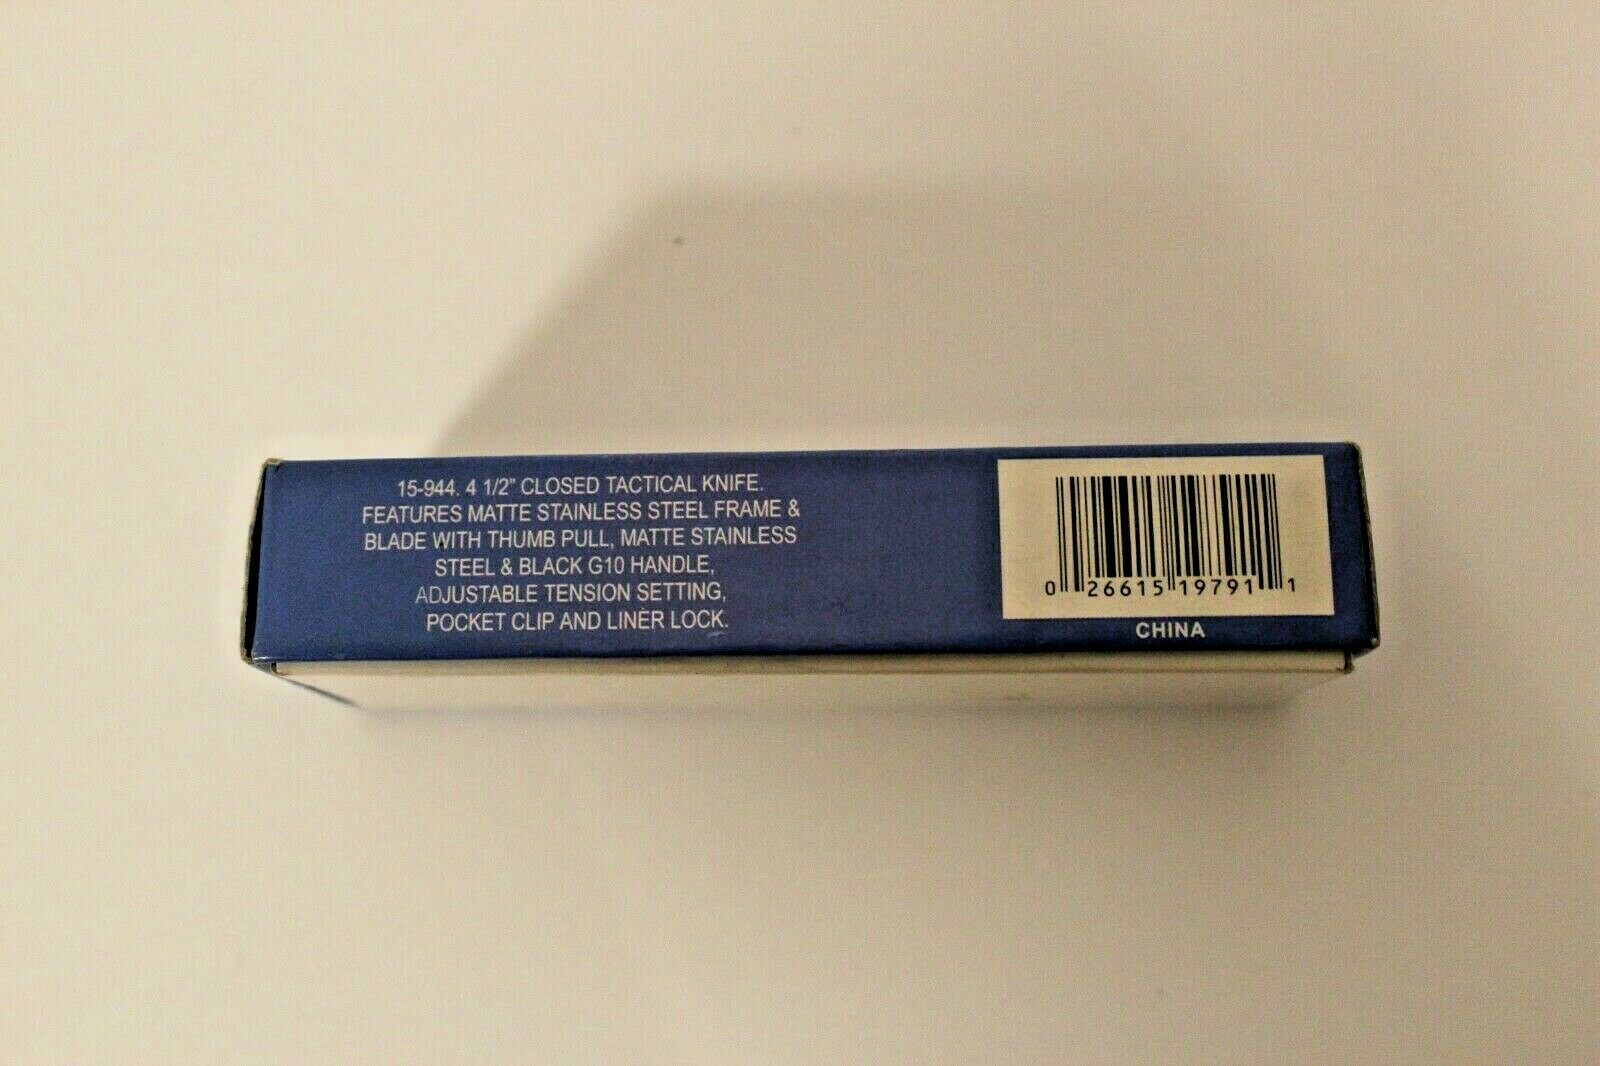 15-944. 4 1/2" CLOSED TACTICAL KNIFE.
FEATURES MATTE STAINLESS STEEL FRAME &
BLADE WITH THUMB PULL, MATTE STAINLESS
STEEL & BLACK G10 HANDLE,
ADJUSTABLE TENSION SETTING,
POCKET CLIP AND LINER LOCK.
0 26615 19791 1
CHINA